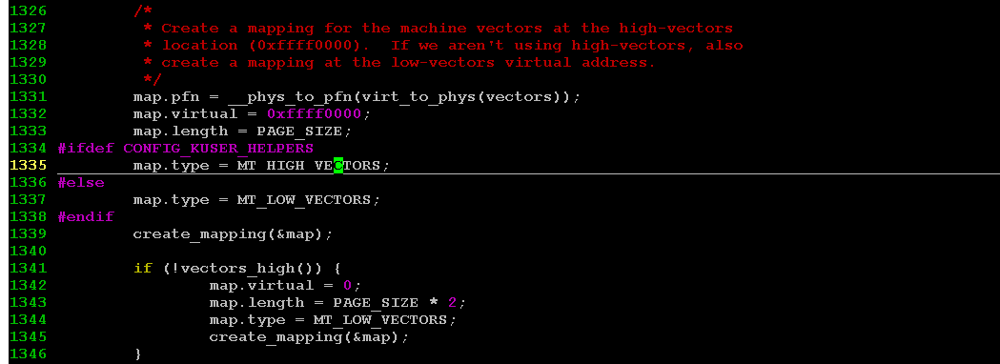 1326         /*
1327          * Create a mapping for the machine vectors at the high-vectors
1328          * location (0xffff0000).  If we aren't using high-vectors, also
1329          * create a mapping at the low-vectors virtual address.
1330          */
1331         map.pfn = __phys_to_pfn(virt_to_phys(vectors));
1332         map.virtual = 0xffff0000;
1333         map.length = PAGE_SIZE;
1334 #ifdef CONFIG_KUSER_HELPERS
1335         map.type = MT_HIGH_VECTORS;
1336 #else
1337         map.type = MT_LOW_VECTORS;
1338 #endif
1339         create_mapping(&map);
1340
1341         if (!vectors_high()) {
1342                 map.virtual = 0;
1343                 map.length = PAGE_SIZE * 2;
1344                 map.type = MT_LOW_VECTORS;
1345                 create_mapping(&map);
1346         }